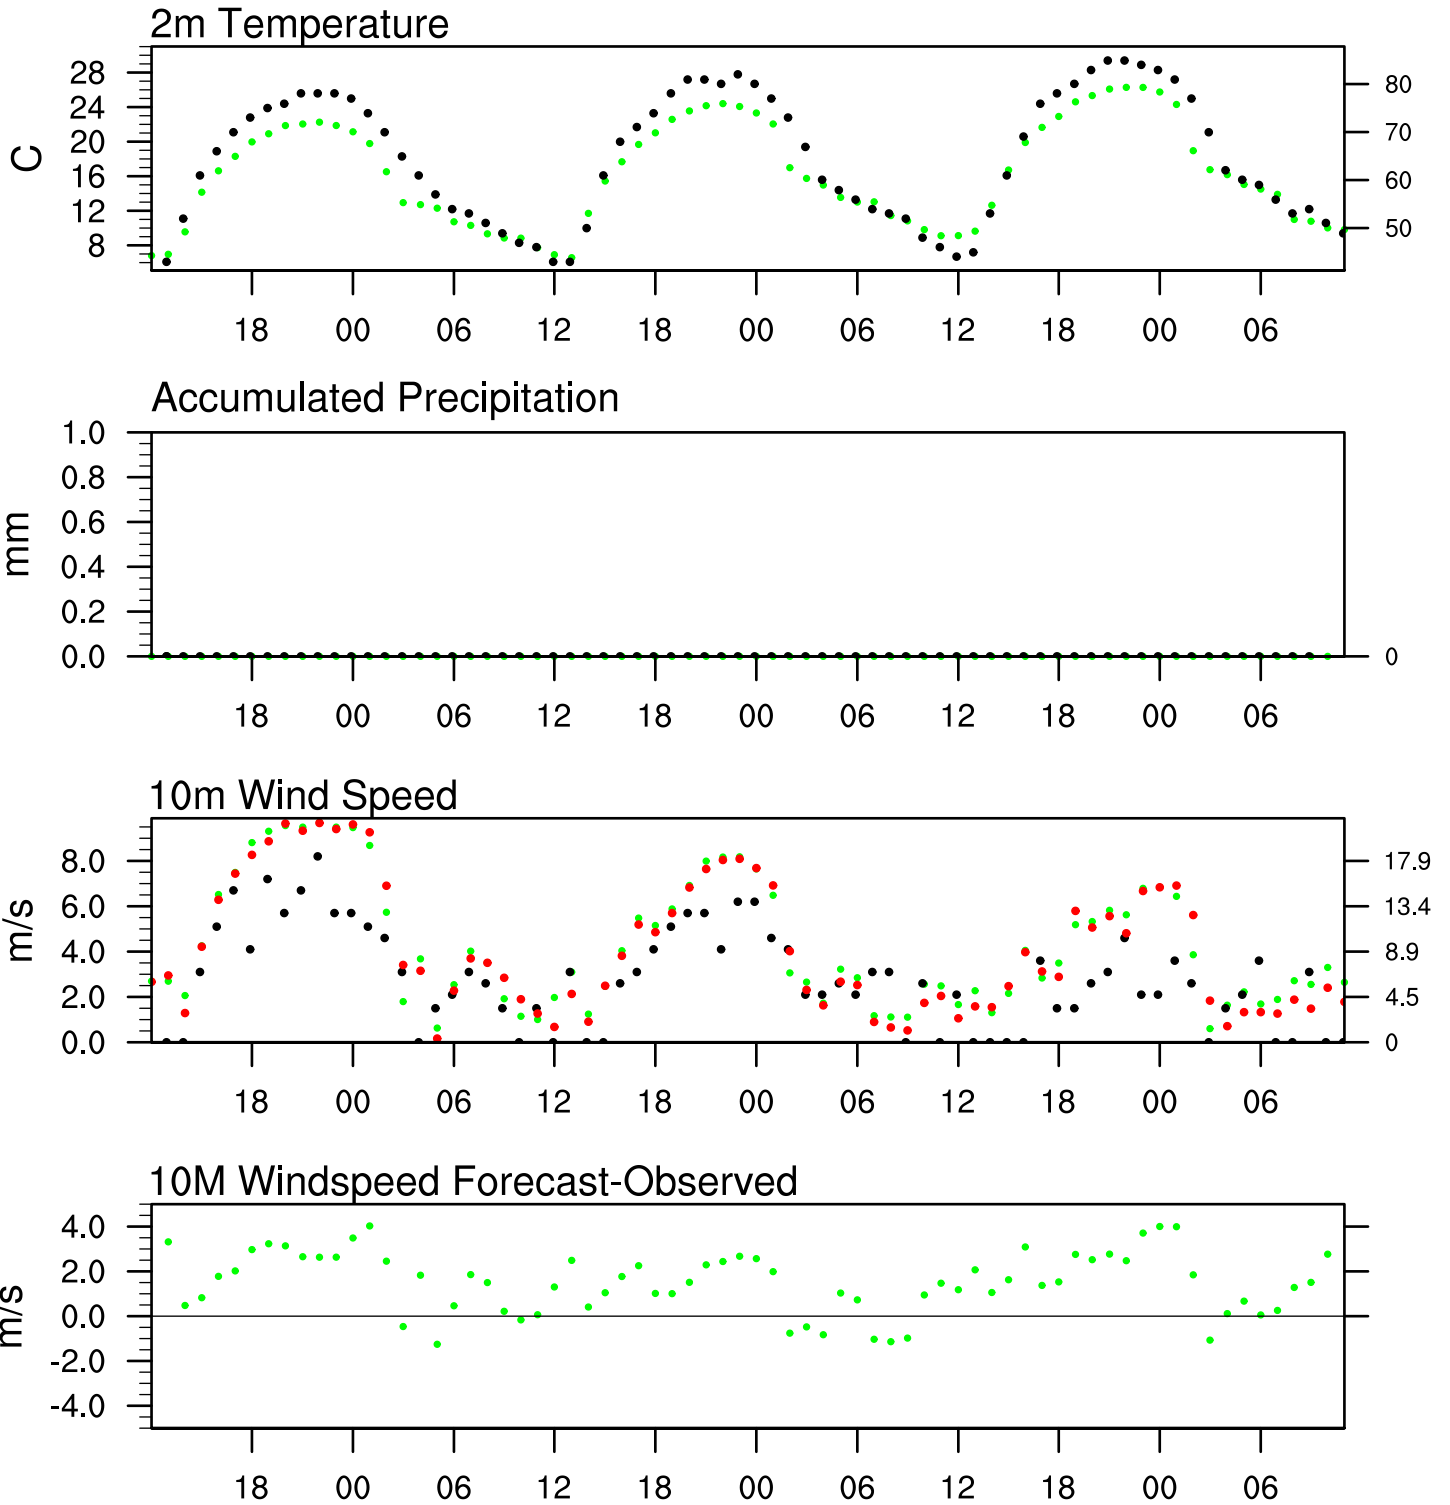 2m Temperature
28
24
20
16
12
8
C
80
70
60
50
18 00 06 12 18 00 06 12 18 00 06
Accumulated Precipitation
1.0
0.8
0.6
0.4
0.2
0.0
mm
0
18 00 06 12 18 00 06 12 18 00 06
10m Wind Speed
8.0
6.0
4.0
2.0
0.0
m/s
17.9
13.4
8.9
4.5
0
18 00 06 12 18 00 06 12 18 00 06
10M Windspeed Forecast-Observed
4.0
2.0
0.0
-2.0
-4.0
m/s
18 00 06 12 18 00 06 12 18 00 06